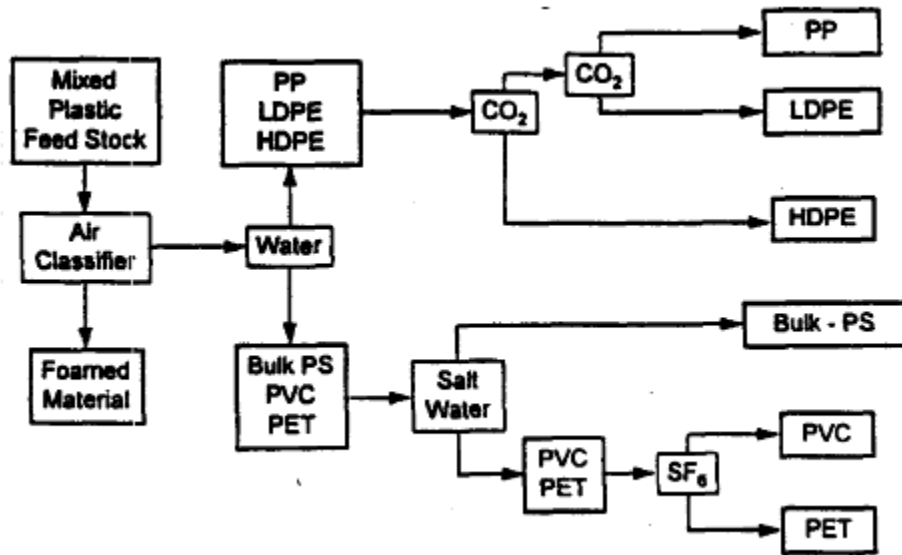 Mixed
Plastic
Feed Stock
Air
Classifier
Foamed
Material
PP
LDPE
HDPE
Water
Bulk PS
PVC
PET
CO₂
CO₂
PP
LDPE
HDPE
Salt
Water
Bulk - PS
PVC
PET
SF₆
PVC
PET